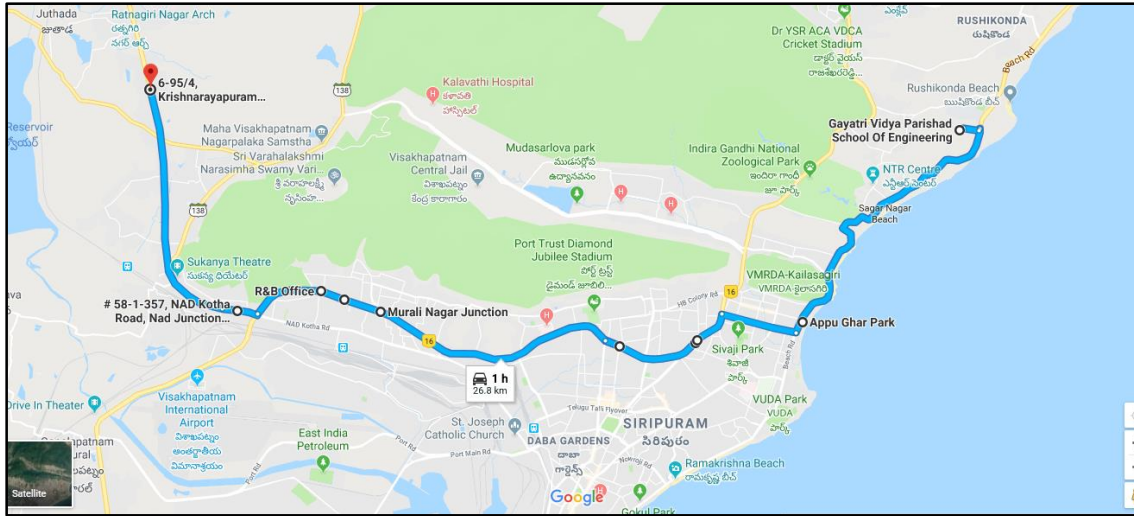 Juthada
జుత్తాడ
Ratnagiri Nagar Arch
రత్నగిరి
నగర్ ఆర్చ్
6-95/4,
Krishnarayapuram...
138
Kalavathi Hospital
కళావతి
హాస్పిటల్
Dr YSR ACA VDCA
Cricket Stadium
డాక్టర్ వైయస్
RUSHIKONDA
రుషికొండ
Beach Rd
Rushikonda Beach
ఋషికొండ బీచ్
Gayatri Vidya Parishad
School Of Engineering
Reservoir
Maha Visakhapatnam
Nagarpalaka Samstha
Sri Varahalakshmi
Narasimha Swamy Vari...
శ్రీ వరాహలక్ష్మి
నృసింహ...
138
Visakhapatnam
Central Jail
విశాఖపట్నం
కేంద్ర కారాగారం
Mudasarlova park
ముడసర్లోవ
ఉద్యానవనం
Indira Gandhi National
Zoological Park
ఇందిరా గాంధీ
జూ పార్క్
NTR Centre
ఎన్టీఆర్ సెంటర్
Sagar Nagar
Beach
Sukanya Theatre
సుకన్య థియేటర్
Port Trust Diamond
Jubilee Stadium
పోర్ట్ ట్రస్ట్
డైమండ్ జూబిలీ...
VMRDA-Kailasagiri
VMRDA-కైలాసగిరి
R&B Office
# 58-1-357, NAD Kotha
Road, Nad Junction...
Murali Nagar Junction
HB Colony Rd
16
Appu Ghar Park
NAD Kotha Rd
16
Sivaji Park
శివాజీ
పార్క్
Beach Rd
1 h
26.8 km
Visakhapatnam
International
Airport
విశాఖపట్నం
అంతర్జాతీయ
విమానాశ్రయం
Drive In Theater
VUDA Park
VUDA
పార్క్
Telugu Talli Flyover
SIRIPURAM
సిరిపురం
St. Joseph
Catholic Church
DABA GARDENS
డాబా
గార్డెన్స్
East India
Petroleum
Port Rd
Port Main Rd
Nowroji Rd
Ramakrishna Beach
రామకృష్ణ బీచ్
Satellite
Google
Gokul Park